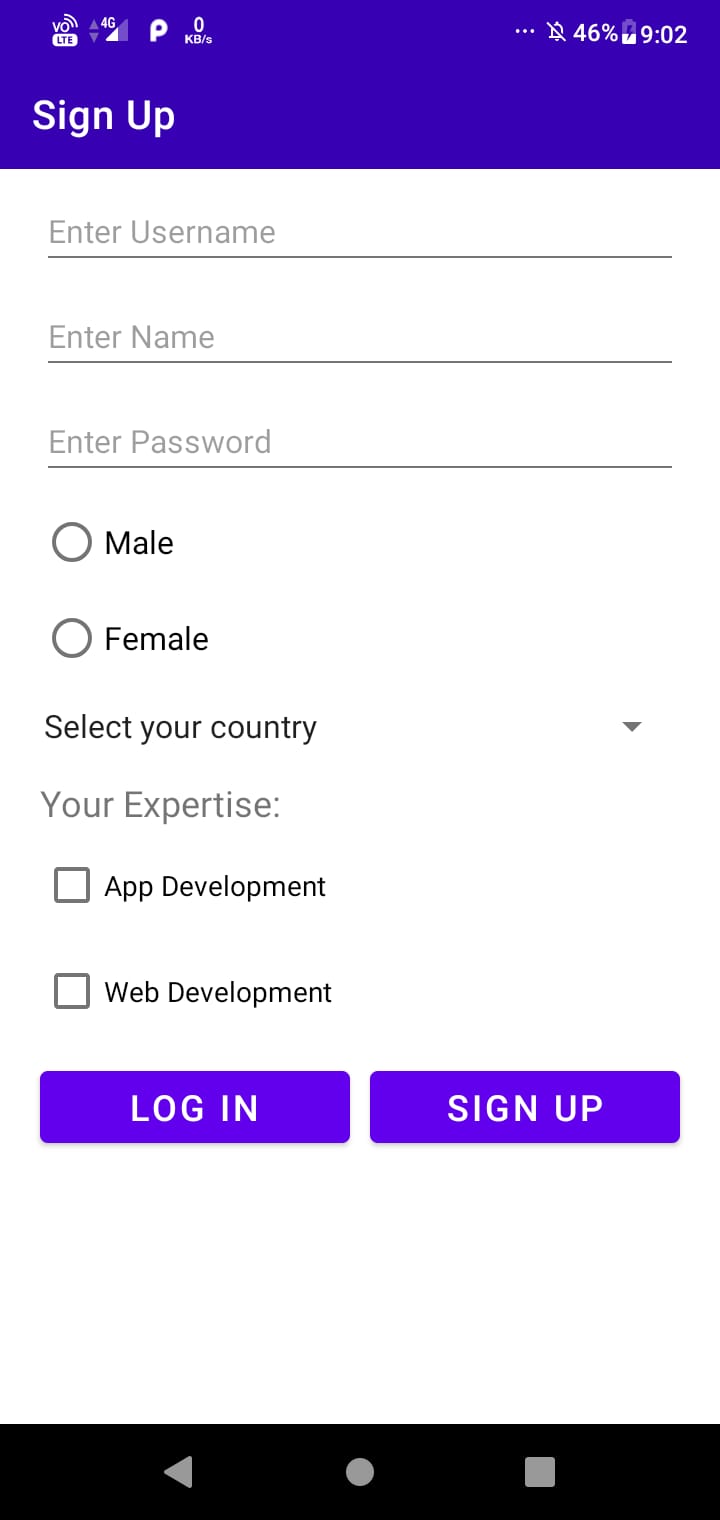 VO LTE 4G P 0 KB/s ... 46% 9:02
Sign Up
Enter Username
Enter Name
Enter Password
Male
Female
Select your country
Your Expertise:
App Development
Web Development
LOG IN SIGN UP